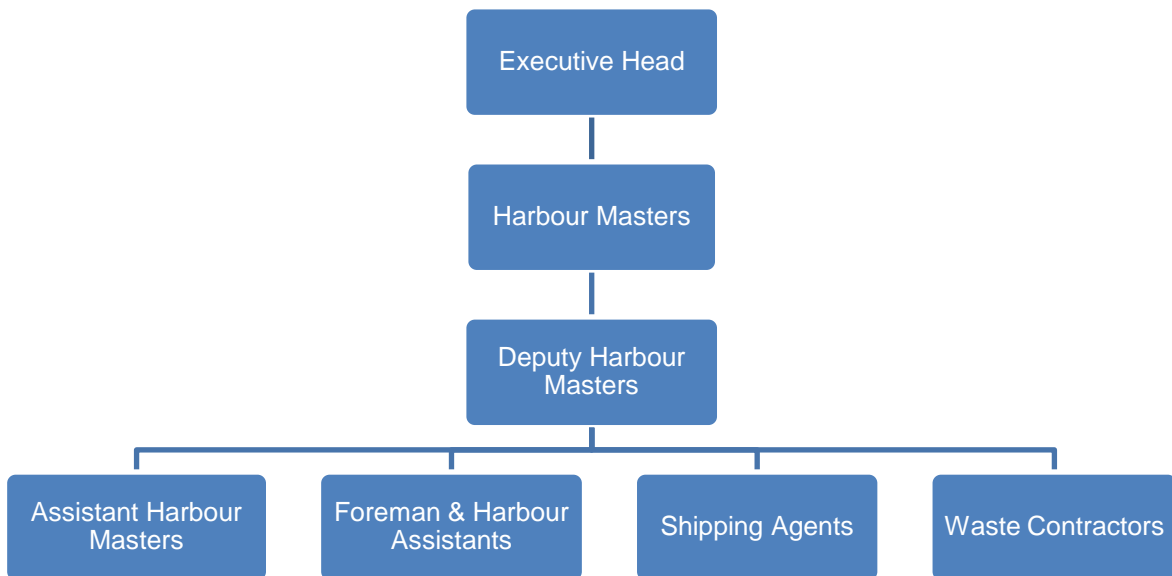 Executive Head
Harbour Masters
Deputy Harbour
Masters
Assistant Harbour
Masters
Foreman & Harbour
Assistants
Shipping Agents
Waste Contractors